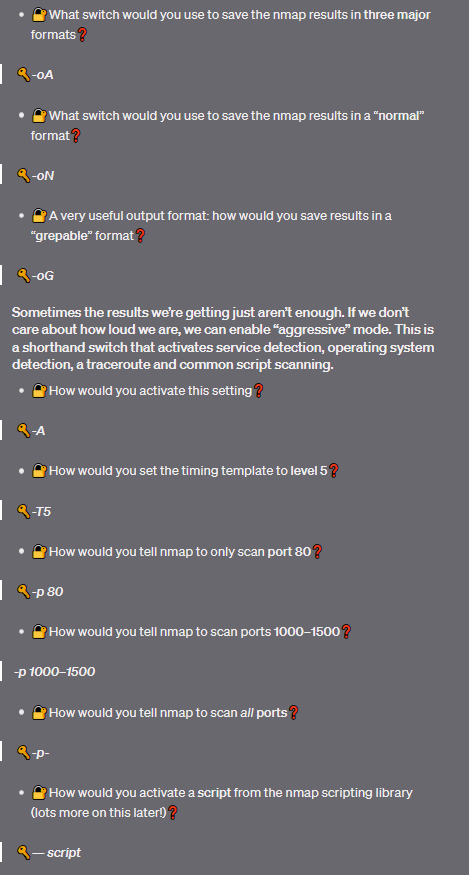 • 🔐What switch would you use to save the nmap results in three major
formats❓
🔑-oA
• 🔐What switch would you use to save the nmap results in a “normal”
format❓
🔑-oN
• 🔐A very useful output format: how would you save results in a
“grepable” format❓
🔑-oG
Sometimes the results we’re getting just aren’t enough. If we don’t
care about how loud we are, we can enable “aggressive” mode. This is
a shorthand switch that activates service detection, operating system
detection, a traceroute and common script scanning.
• 🔐How would you activate this setting❓
🔑-A
• 🔐How would you set the timing template to level 5❓
🔑-T5
• 🔐How would you tell nmap to only scan port 80❓
🔑-p 80
• 🔐How would you tell nmap to scan ports 1000–1500❓
-p 1000–1500
• 🔐How would you tell nmap to scan all ports❓
🔑-p-
• 🔐How would you activate a script from the nmap scripting library
(lots more on this later!)❓
🔑— script